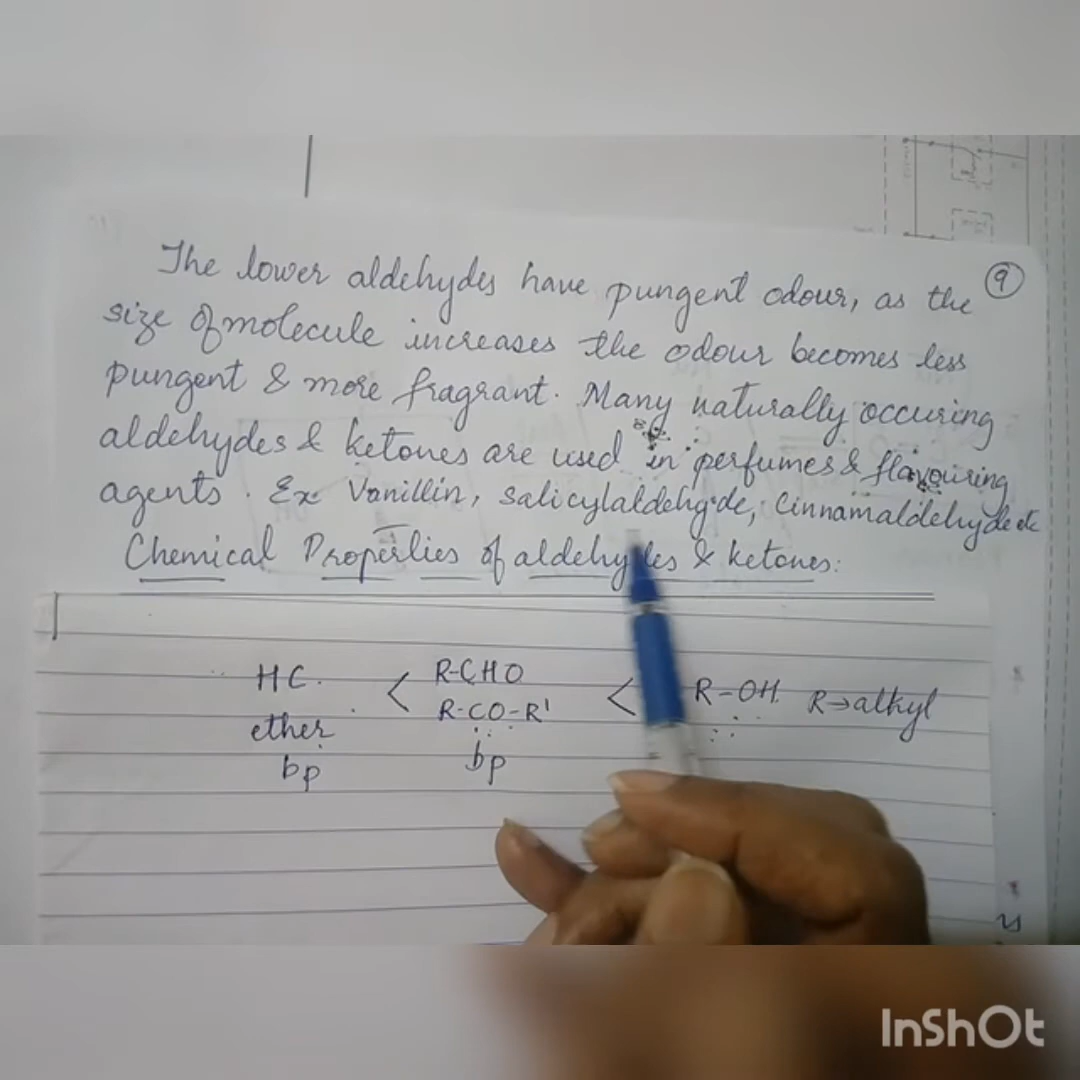 The lower aldehydes have pungent odour, as the 9
size of molecule increases the odour becomes less
pungent & more fragrant. Many naturally occuring
aldehydes & ketones are used in perfumes & flavouring
agents. Ex Vanillin, Salicylaldehyde, Cinnamaldehyde etc
Chemical Properties of aldehydes & ketones:
HC. < R-CHO < R-OH. R→alkyl
ether R-CO-R'
bp bp
InShOt